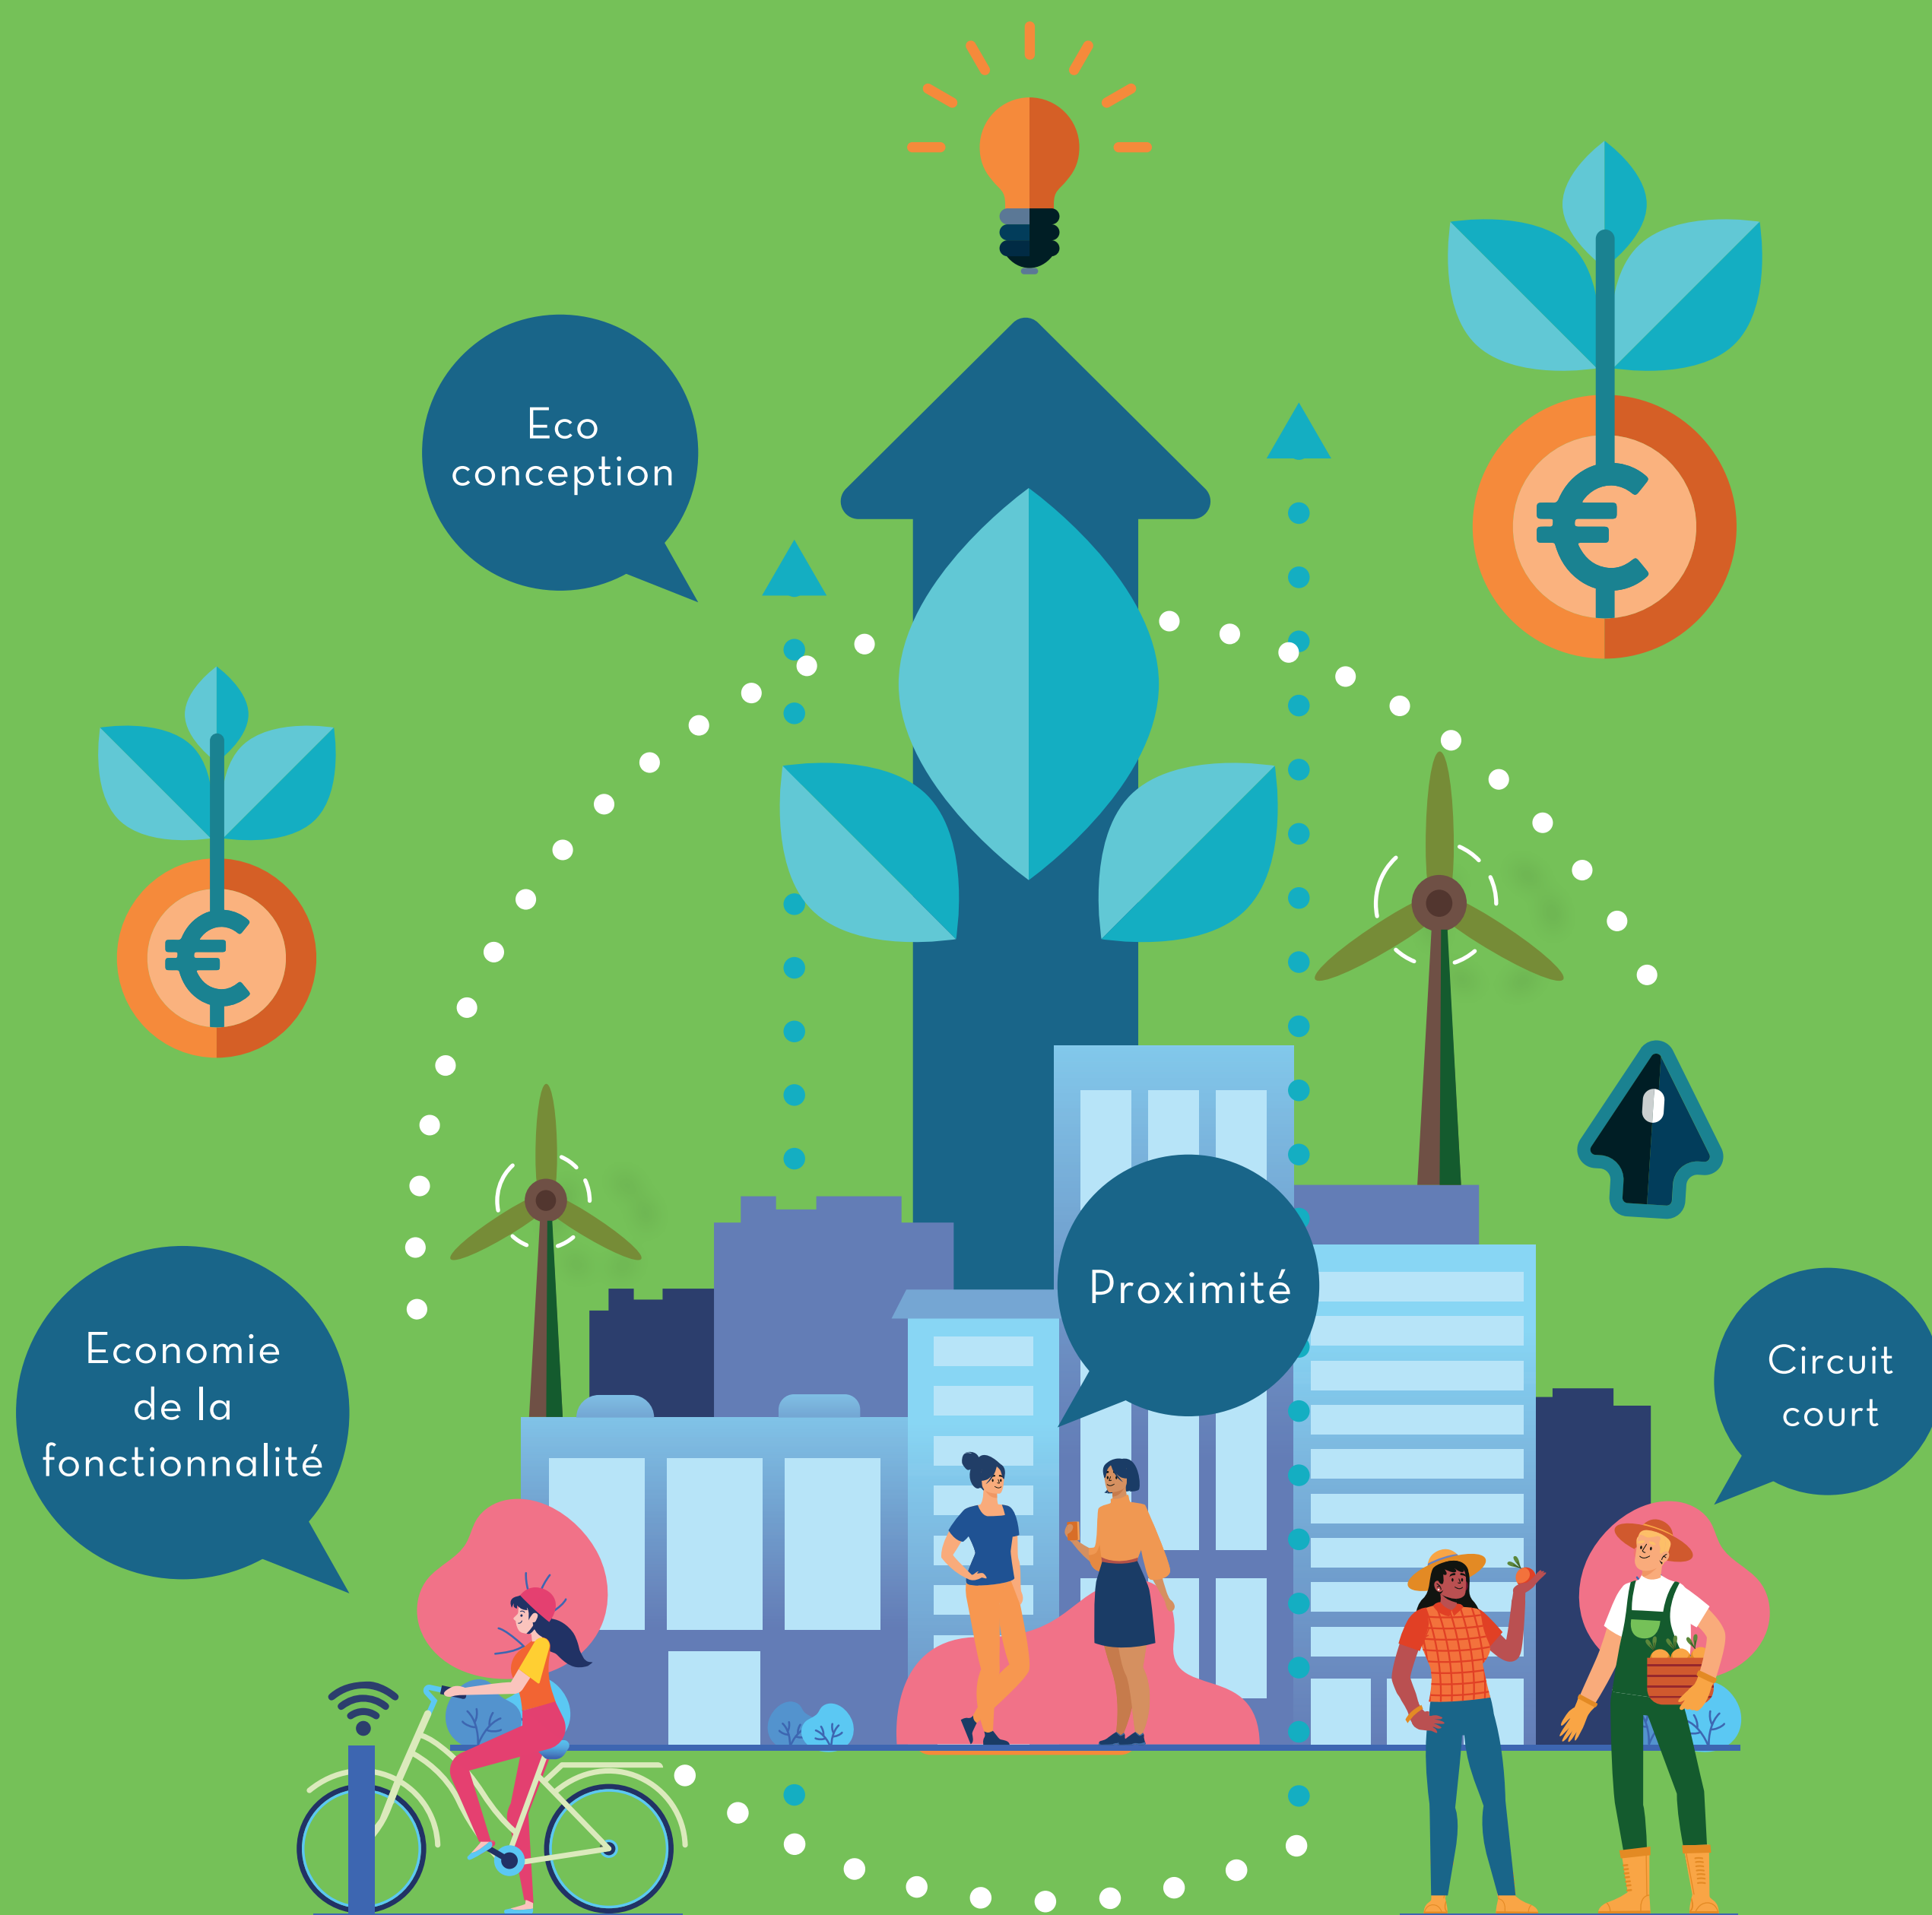 Eco
conception
Proximité
Economie
de la
fonctionnalité
Circuit
court